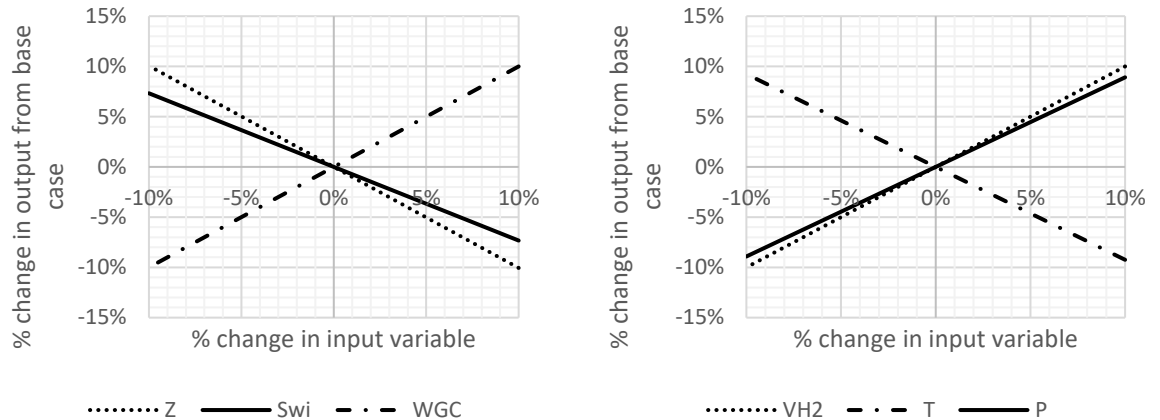 15%
10%
5%
0%
-5%
-10%
-15%
-10%
-5%
0%
5%
10%
% change in output from base
case
% change in input variable
Z
Swi
WGC
15%
10%
5%
0%
-5%
-10%
-15%
-10%
-5%
0%
5%
10%
% change in output from base
case
% change in input variable
VH2
T
P